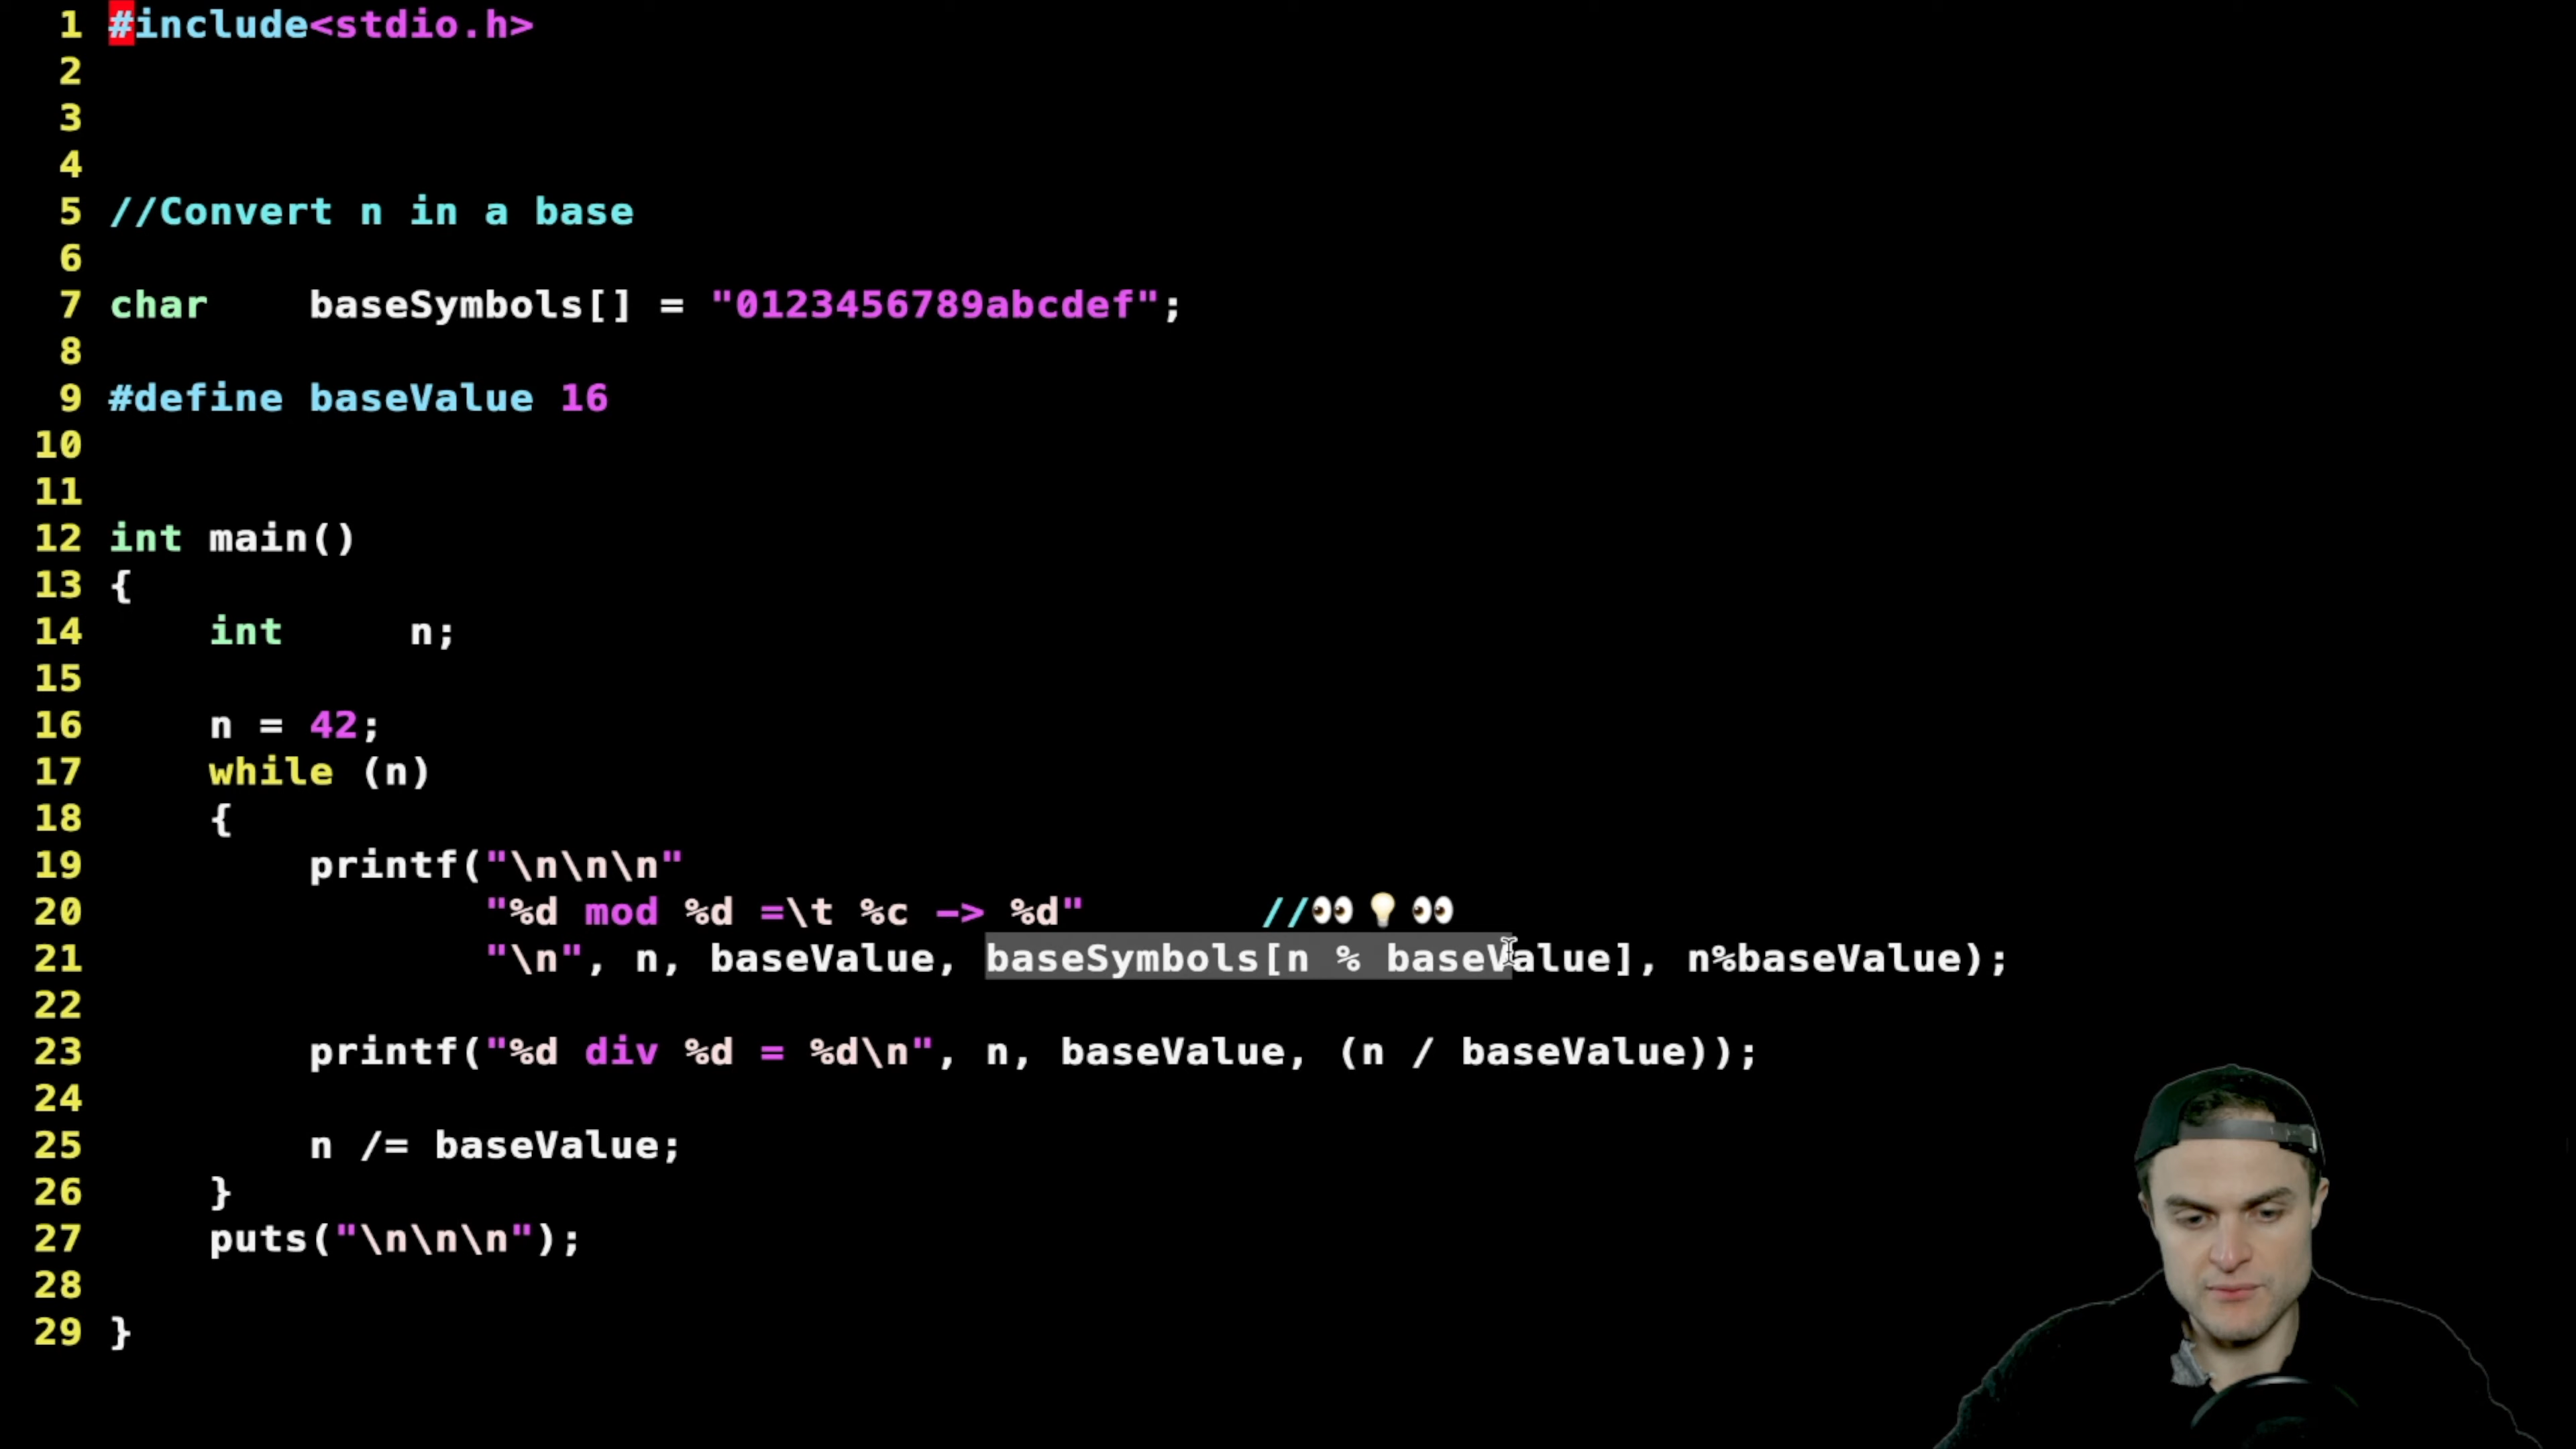 1 #include<stdio.h>
2
3
4
5 //Convert n in a base
6
7 char    baseSymbols[] = "0123456789abcdef";
8
9 #define baseValue 16
10
11
12 int main()
13 {
14     int     n;
15
16     n = 42;
17     while (n)
18     {
19         printf("\n\n\n"
20                "%d mod %d =\t %c -> %d"       //👀💡👀
21                "\n", n, baseValue, baseSymbols[n % baseValue], n%baseValue);
22
23         printf("%d div %d = %d\n", n, baseValue, (n / baseValue));
24
25         n /= baseValue;
26     }
27     puts("\n\n\n");
28
29 }